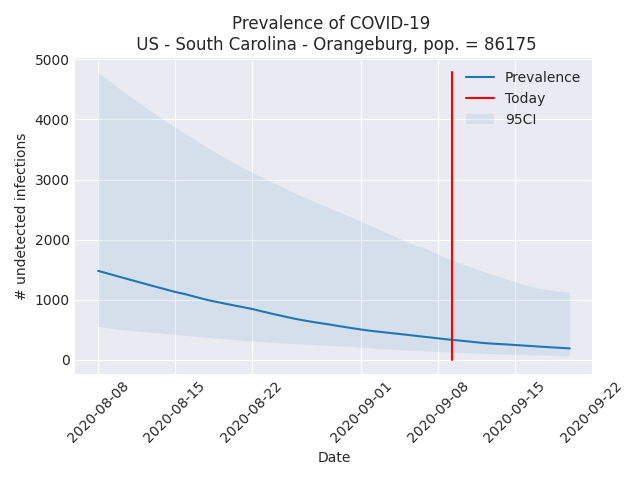 Prevalence of COVID-19
US - South Carolina - Orangeburg, pop. = 86175
5000
4000
3000
2000
1000
0
# undetected infections
Prevalence
Today
95CI
2020-08-08
2020-08-15
2020-08-22
2020-09-01
2020-09-08
2020-09-15
2020-09-22
Date